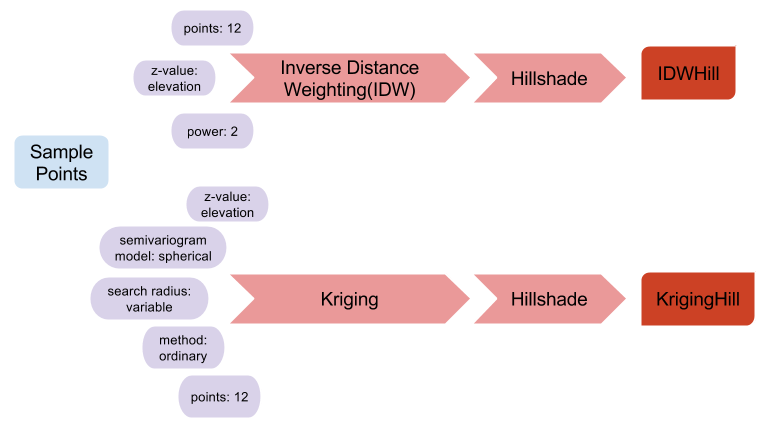 points: 12
z-value:
elevation
power: 2
Inverse Distance
Weighting(IDW)
Hillshade
IDWHill
Sample
Points
z-value:
elevation
semivariogram
model: spherical
search radius:
variable
method:
ordinary
points: 12
Kriging
Hillshade
KrigingHill